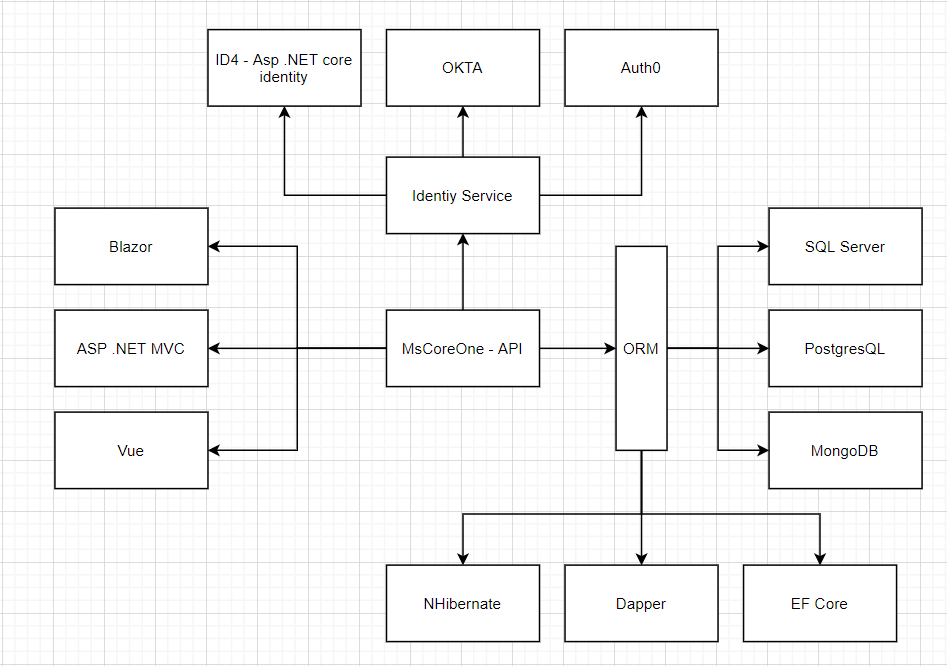 ID4 - Asp .NET core
identity
OKTA
Auth0
Identiy Service
Blazor
SQL Server
ASP .NET MVC
MsCoreOne - API
ORM
PostgresQL
Vue
MongoDB
NHibernate
Dapper
EF Core